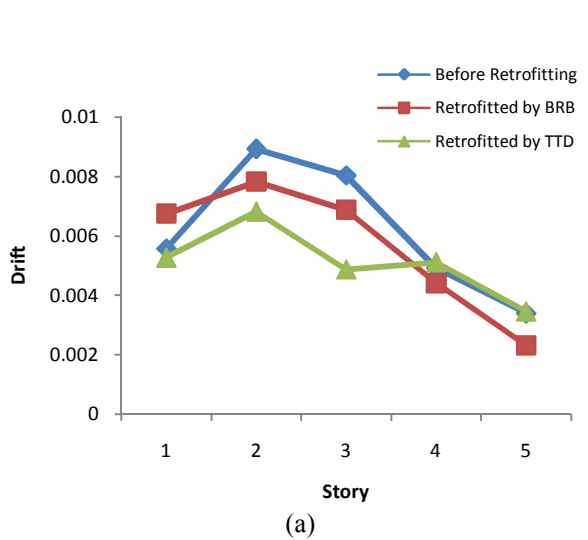 Before Retrofitting
Retrofitted by BRB
Retrofitted by TTD
0.01
0.008
0.006
0.004
0.002
0
Drift
1 2 3 4 5
Story
(a)